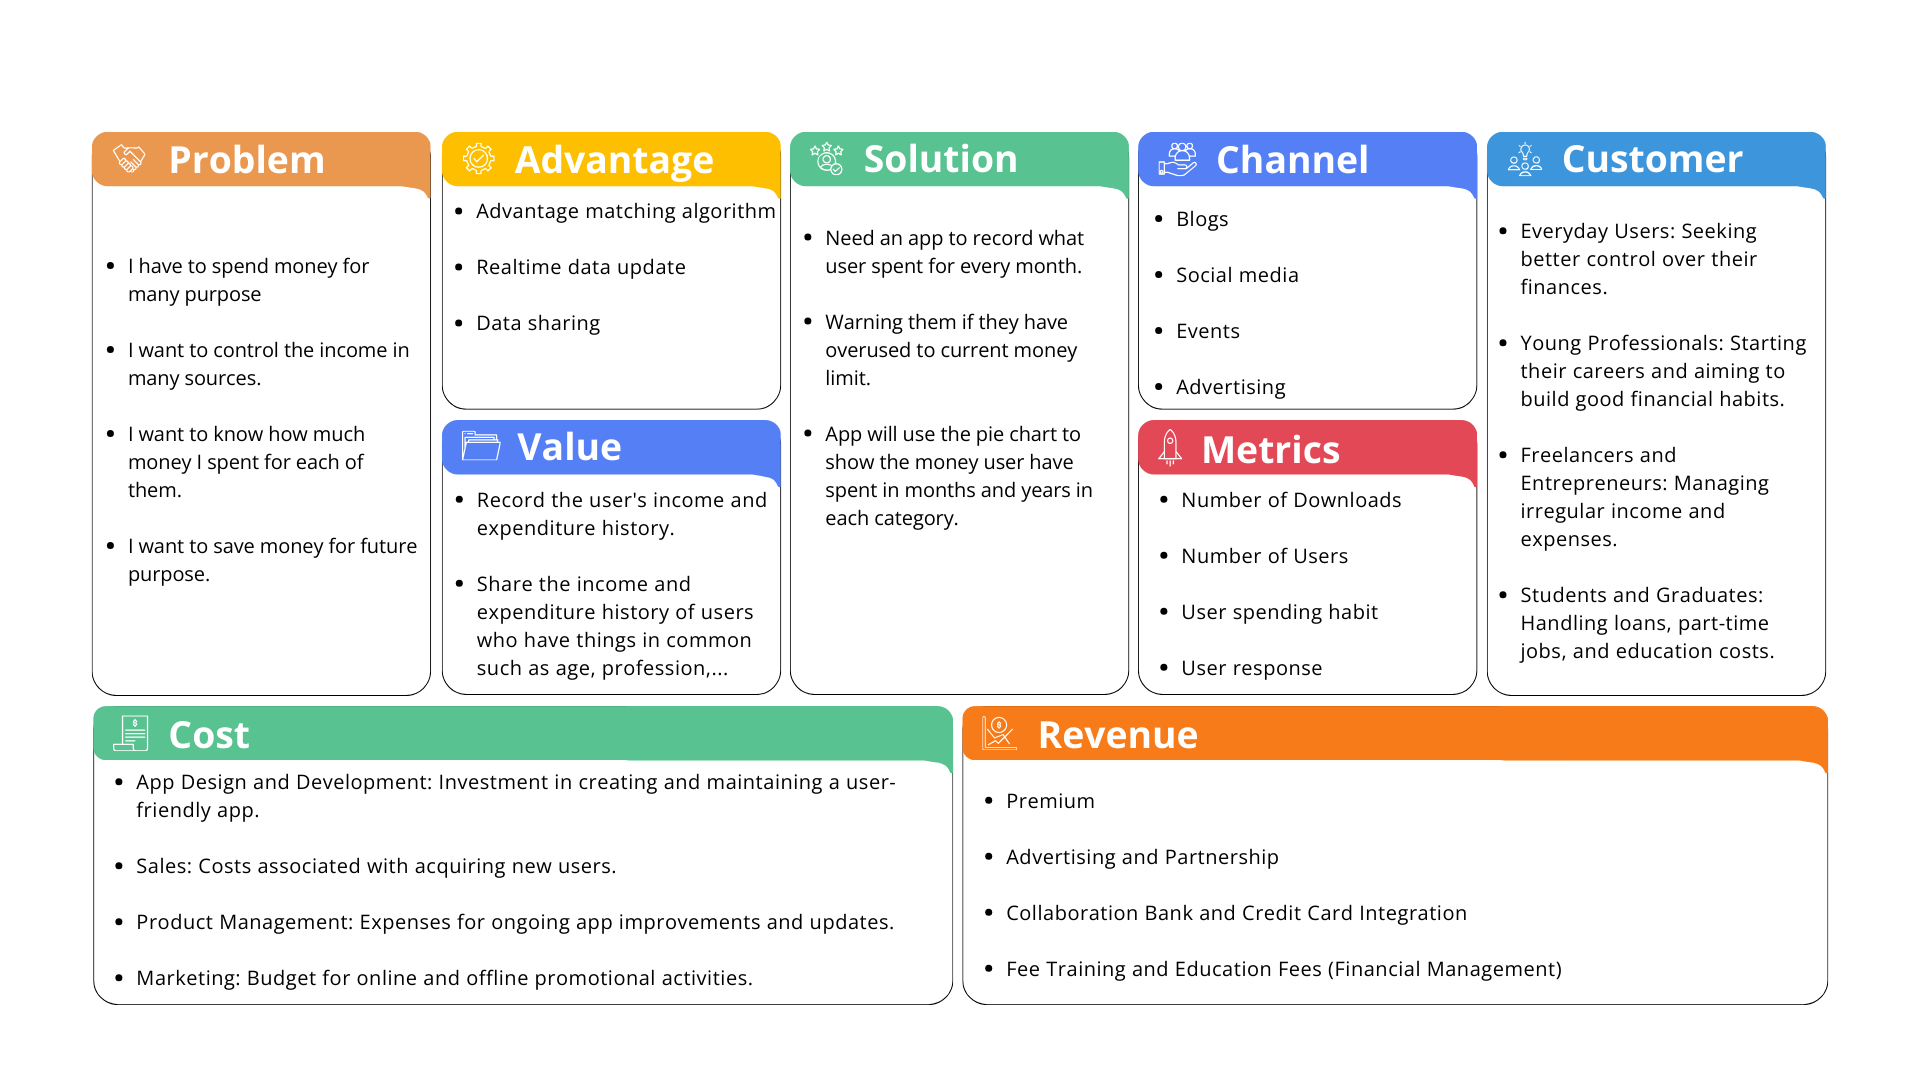 Problem
I have to spend money for
many purpose
I want to control the income in
many sources.
I want to know how much
money I spent for each of
them.
I want to save money for future
purpose.
Advantage
Advantage matching algorithm
Realtime data update
Data sharing
Value
Record the user's income and
expenditure history.
Share the income and
expenditure history of users
who have things in common
such as age, profession,...
Solution
Need an app to record what
user spent for every month.
Warning them if they have
overused to current money
limit.
App will use the pie chart to
show the money user have
spent in months and years in
each category.
Channel
Blogs
Social media
Events
Advertising
Metrics
Number of Downloads
Number of Users
User spending habit
User response
Customer
Everyday Users: Seeking
better control over their
finances.
Young Professionals: Starting
their careers and aiming to
build good financial habits.
Freelancers and
Entrepreneurs: Managing
irregular income and
expenses.
Students and Graduates:
Handling loans, part-time
jobs, and education costs.
Cost
App Design and Development: Investment in creating and maintaining a user-
friendly app.
Sales: Costs associated with acquiring new users.
Product Management: Expenses for ongoing app improvements and updates.
Marketing: Budget for online and offline promotional activities.
Revenue
Premium
Advertising and Partnership
Collaboration Bank and Credit Card Integration
Fee Training and Education Fees (Financial Management)